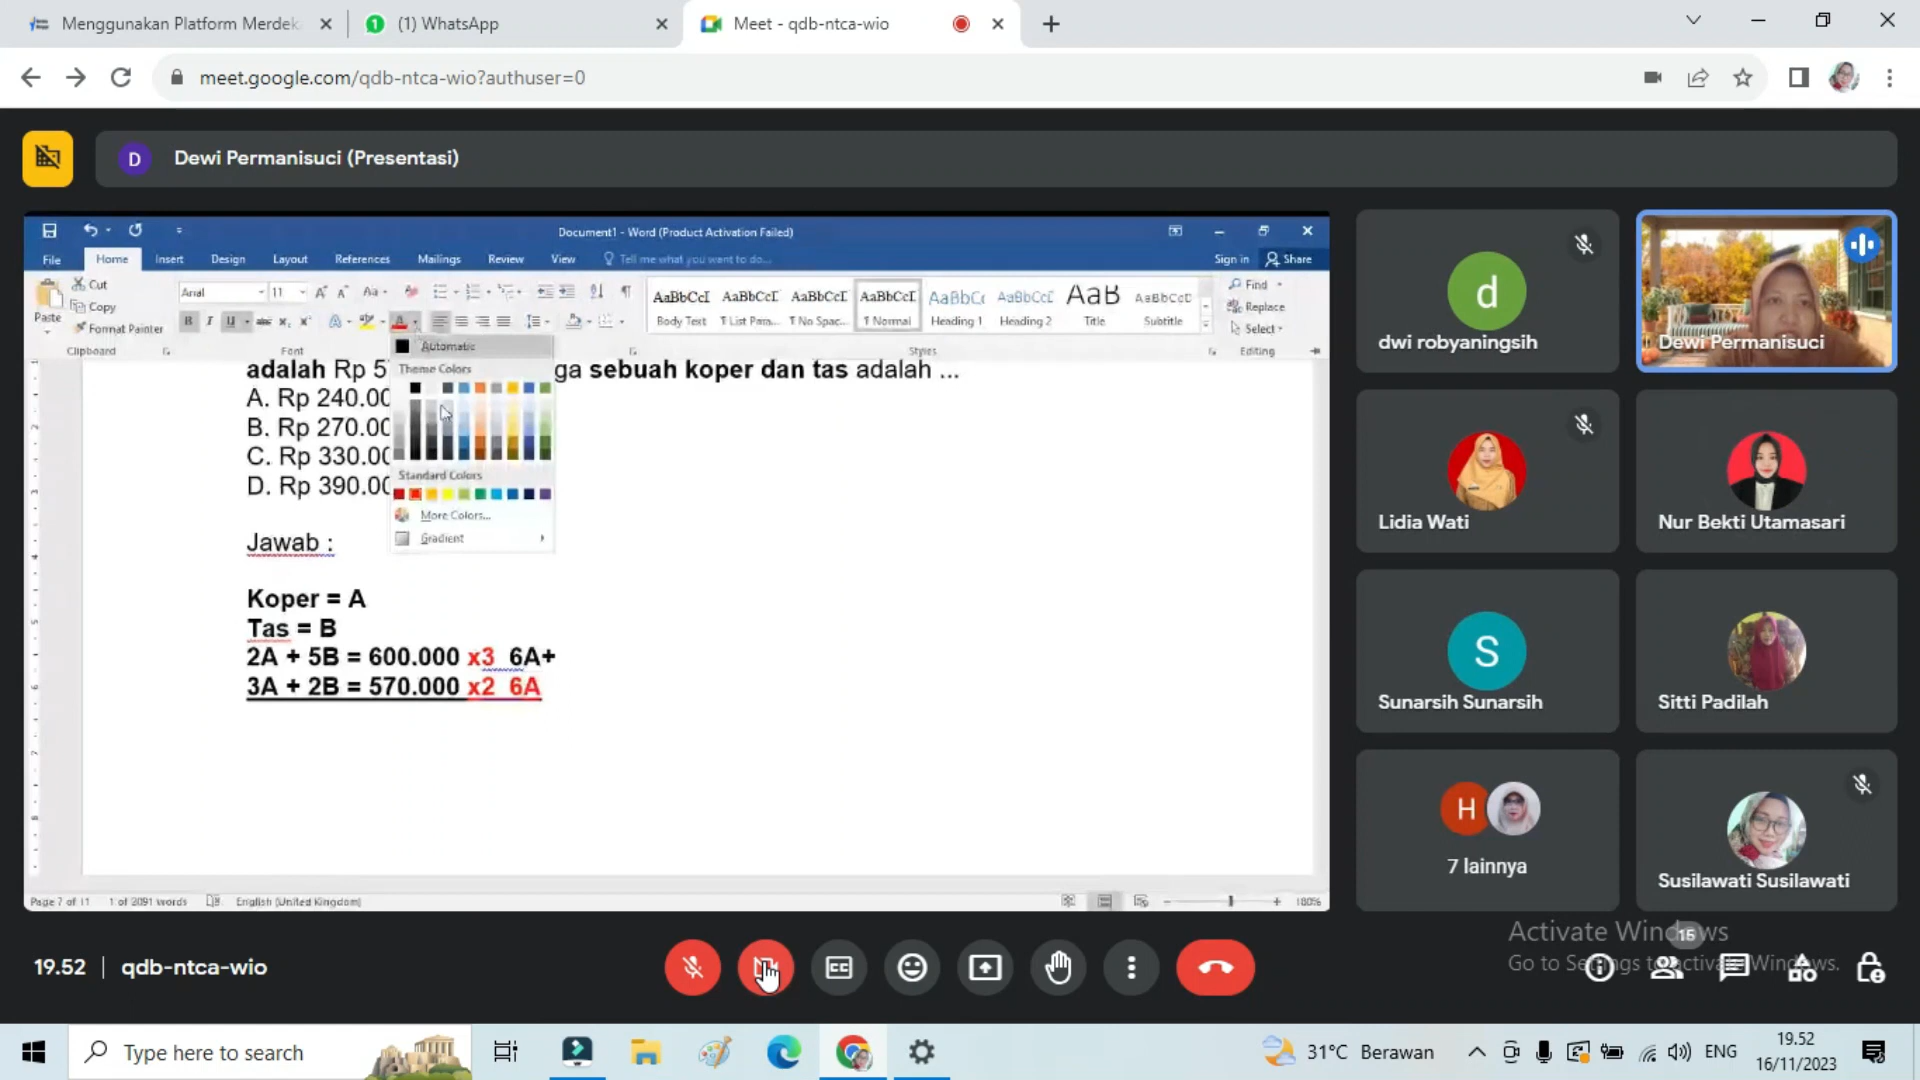 Menggunakan Platform Merdek
(1) WhatsApp
Meet - qdb-ntca-wio
meet.google.com/qdb-ntca-wio?authuser=0
D
Dewi Permanisuci (Presentasi)
Document1 - Word (Product Activation Failed)
File
Home
Insert
Design
Layout
References
Mailings
Review
View
Tell me what you want to do...
Sign in
Share
Paste
Cut
Copy
Format Painter
Clipboard
Arial
11
Font
AaBbCcI
Body Text
AaBbCcI
¶ List Para...
AaBbCcI
¶ No Spac...
AaBbCcI
¶ Normal
AaBbCc
Heading 1
AaBbCcC
Heading 2
AaB
Title
AaBbCcD
Subtitle
Styles
Find
Replace
Select
Editing
Automatic
Theme Colors
Standard Colors
More Colors...
Gradient
adalah Rp 5
ga sebuah koper dan tas adalah ...
A. Rp 240.00
B. Rp 270.00
C. Rp 330.00
D. Rp 390.00
Jawab :
Koper = A
Tas = B
2A + 5B = 600.000 x3 6A+
3A + 2B = 570.000 x2 6A
Page 7 of 11
1 of 2091 words
English (United Kingdom)
180%
d
dwi robyaningsih
Dewi Permanisuci
Lidia Wati
Nur Bekti Utamasari
S
Sunarsih Sunarsih
Sitti Padilah
H
7 lainnya
Susilawati Susilawati
Activate Windows
Go to Settings to activate Windows.
15
19.52
qdb-ntca-wio
Type here to search
31°C Berawan
ENG
19.52
16/11/2023